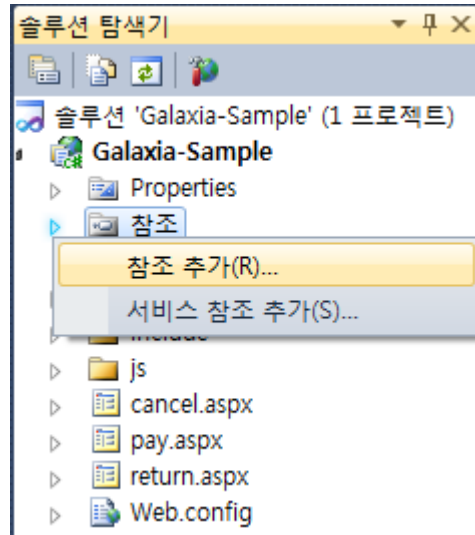 솔루션 탐색기
솔루션 'Galaxia-Sample' (1 프로젝트)
Galaxia-Sample
Properties
참조
참조 추가(R)...
서비스 참조 추가(S)...
include
js
cancel.aspx
pay.aspx
return.aspx
Web.config